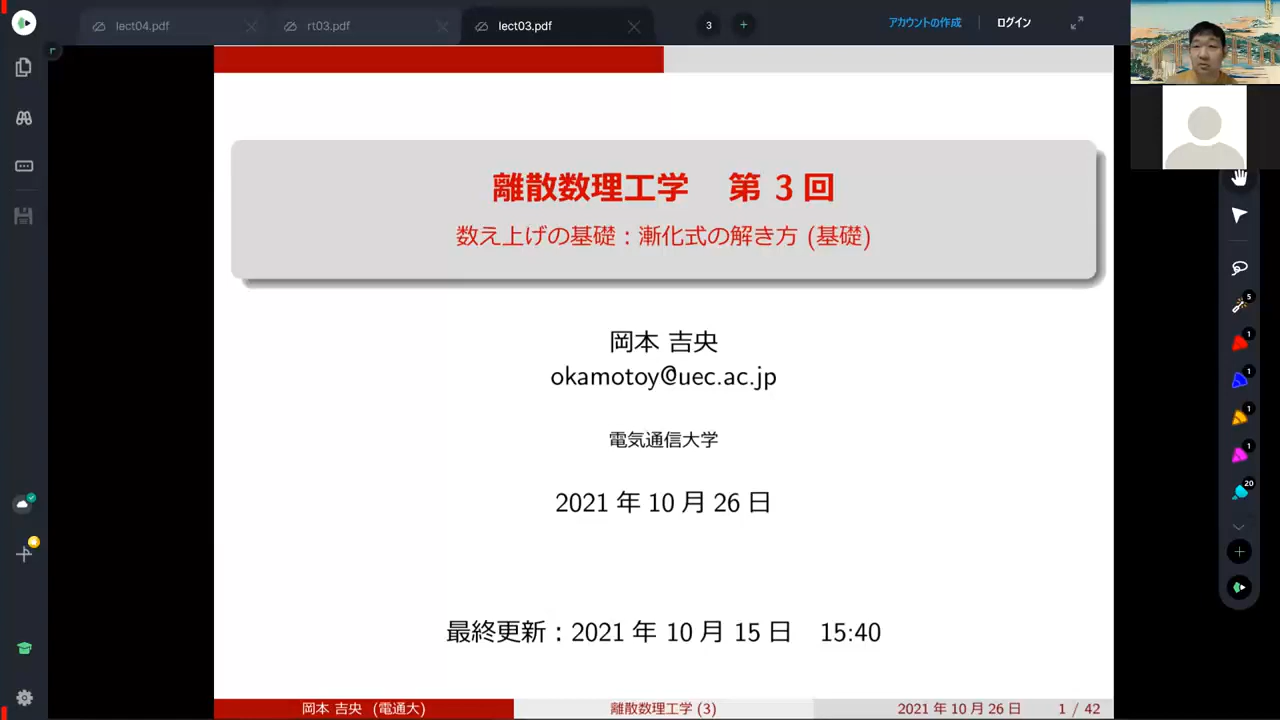 lect04.pdf
rt03.pdf
lect03.pdf
3
アカウントの作成
ログイン
離散数理工学 第 3 回
数え上げの基礎：漸化式の解き方 (基礎)
岡本 吉央
okamotoy@uec.ac.jp
電気通信大学
2021 年 10 月 26 日
最終更新：2021 年 10 月 15 日 15:40
岡本 吉央 (電通大)
離散数理工学 (3)
2021 年 10 月 26 日
1 / 42
5
1
1
1
1
20